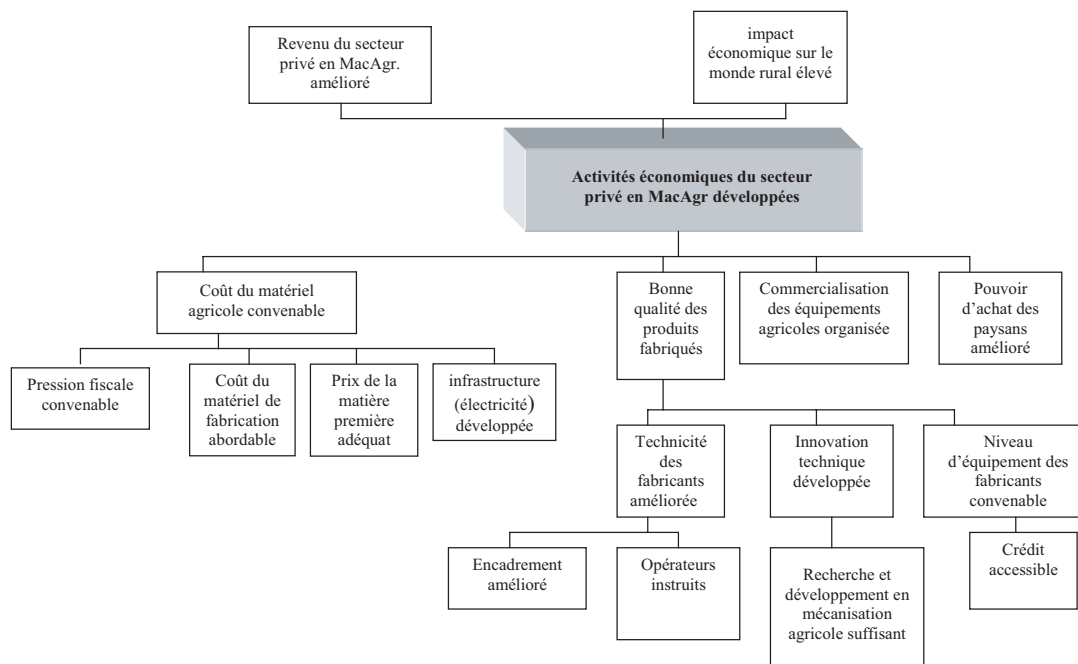 Revenu du secteur
privé en MacAgr.
amélioré
impact
économique sur le
monde rural élevé
Activités économiques du secteur
privé en MacAgr développées
Coût du matériel
agricole convenable
Bonne
qualité des
produits
fabriqués
Commercialisation
des équipements
agricoles organisée
Pouvoir
d'achat des
paysans
amélioré
Pression fiscale
convenable
Coût du
matériel de
fabrication
abordable
Prix de la
matière
première
adéquat
infrastructure
(électricité)
développée
Technicité
des
fabricants
améliorée
Innovation
technique
développée
Niveau
d'équipement des
fabricants
convenable
Encadrement
amélioré
Opérateurs
instruits
Recherche et
développement en
mécanisation
agricole suffisant
Crédit
accessible